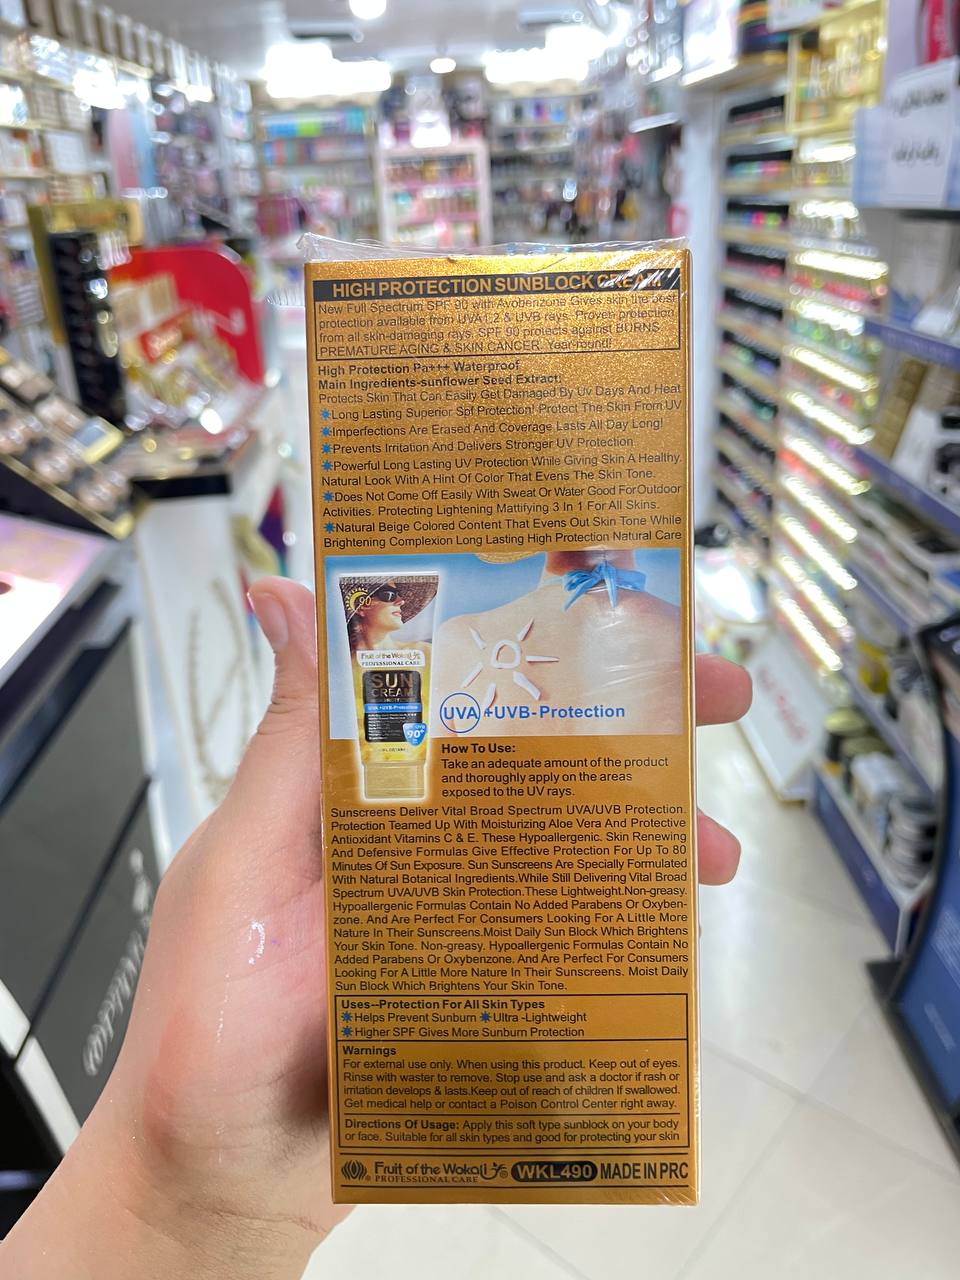 HIGH PROTECTION SUNBLOCK CREAM
New Full Spectrum SPF 90 with Avobenzone Gives skin the best
protection available from UVA1,2 & UVB rays. Proven protection
from all skin-damaging rays. SPF 90 protects against BURNS
PREMATURE AGING & SKIN CANCER. Year-round!
High Protection Pa+++ Waterproof
Main Ingredients-sunflower Seed Extract:
Protects Skin That Can Easily Get Damaged By Uv Days And Heat
Long Lasting Superior Spf Protection! Protect The Skin From UV
Imperfections Are Erased And Coverage Lasts All Day Long!
Prevents Irritation And Delivers Stronger UV Protection.
Powerful Long Lasting UV Protection While Giving Skin A Healthy.
Natural Look With A Hint Of Color That Evens The Skin Tone.
Does Not Come Off Easily With Sweat Or Water Good For Outdoor
Activities. Protecting Lightening Mattifying 3 In 1 For All Skins.
Natural Beige Colored Content That Evens Out Skin Tone While
Brightening Complexion Long Lasting High Protection Natural Care
90
Fruit of the Wokali
PROFESSIONAL CARE
SUN
CREAM
UVA +UVB-Protection
90+
UVA +UVB-Protection
How To Use:
Take an adequate amount of the product
and thoroughly apply on the areas
exposed to the UV rays.
Sunscreens Deliver Vital Broad Spectrum UVA/UVB Protection.
Protection Teamed Up With Moisturizing Aloe Vera And Protective
Antioxidant Vitamins C & E. These Hypoallergenic. Skin Renewing
And Defensive Formulas Give Effective Protection For Up To 80
Minutes Of Sun Exposure. Sun Sunscreens Are Specially Formulated
With Natural Botanical Ingredients.While Still Delivering Vital Broad
Spectrum UVA/UVB Skin Protection.These Lightweight.Non-greasy.
Hypoallergenic Formulas Contain No Added Parabens Or Oxyben-
zone. And Are Perfect For Consumers Looking For A Little More
Nature In Their Sunscreens.Moist Daily Sun Block Which Brightens
Your Skin Tone. Non-greasy. Hypoallergenic Formulas Contain No
Added Parabens Or Oxybenzone. And Are Perfect For Consumers
Looking For A Little More Nature In Their Sunscreens. Moist Daily
Sun Block Which Brightens Your Skin Tone.
Uses--Protection For All Skin Types
Helps Prevent Sunburn Ultra -Lightweight
Higher SPF Gives More Sunburn Protection
Warnings
For external use only. When using this product. Keep out of eyes.
Rinse with waster to remove. Stop use and ask a doctor if rash or
irritation develops & lasts.Keep out of reach of children If swallowed.
Get medical help or contact a Poison Control Center right away.
Directions Of Usage: Apply this soft type sunblock on your body
or face. Suitable for all skin types and good for protecting your skin
Fruit of the Wokali WKL490 MADE IN PRC
PROFESSIONAL CARE